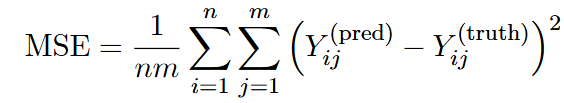 MSE = \frac{1}{nm} \sum_{i=1}^{n} \sum_{j=1}^{m} \left( Y_{ij}^{(\text{pred})} - Y_{ij}^{(\text{truth})} \right)^2